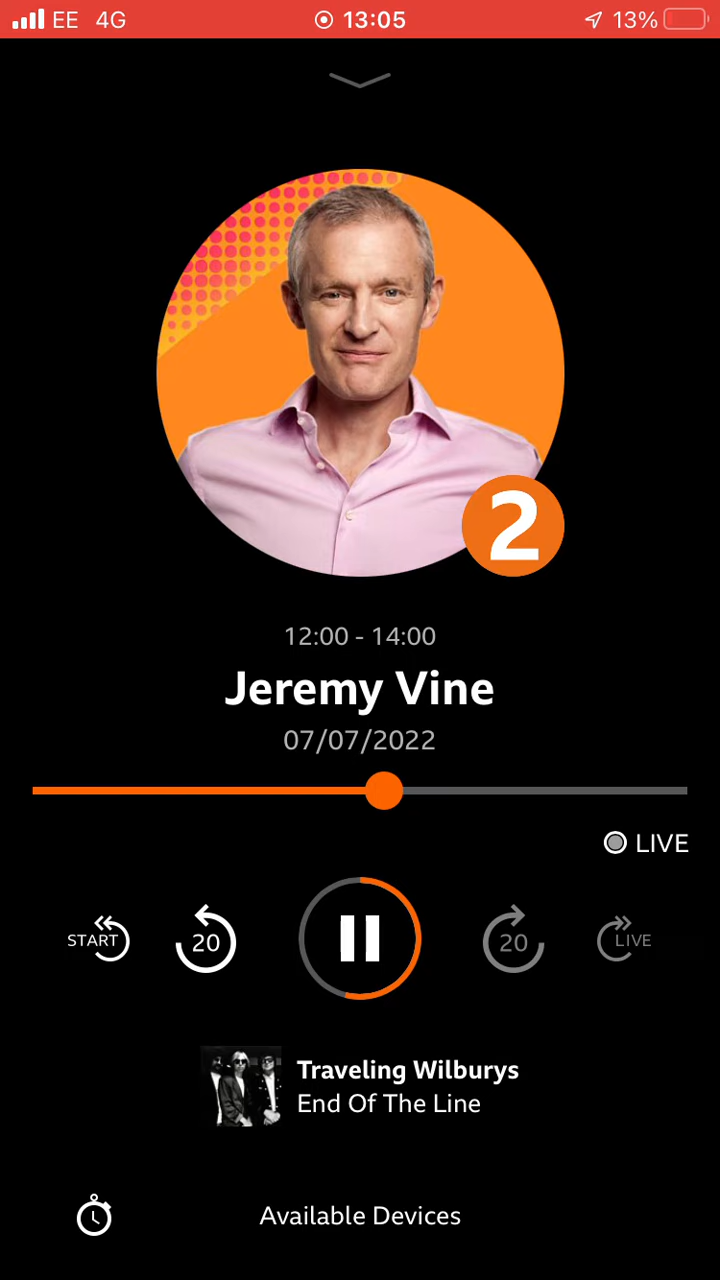 EE 4G 13:05 13%
2
12:00 - 14:00
Jeremy Vine
07/07/2022
LIVE
START 20 20 LIVE
Traveling Wilburys
End Of The Line
Available Devices